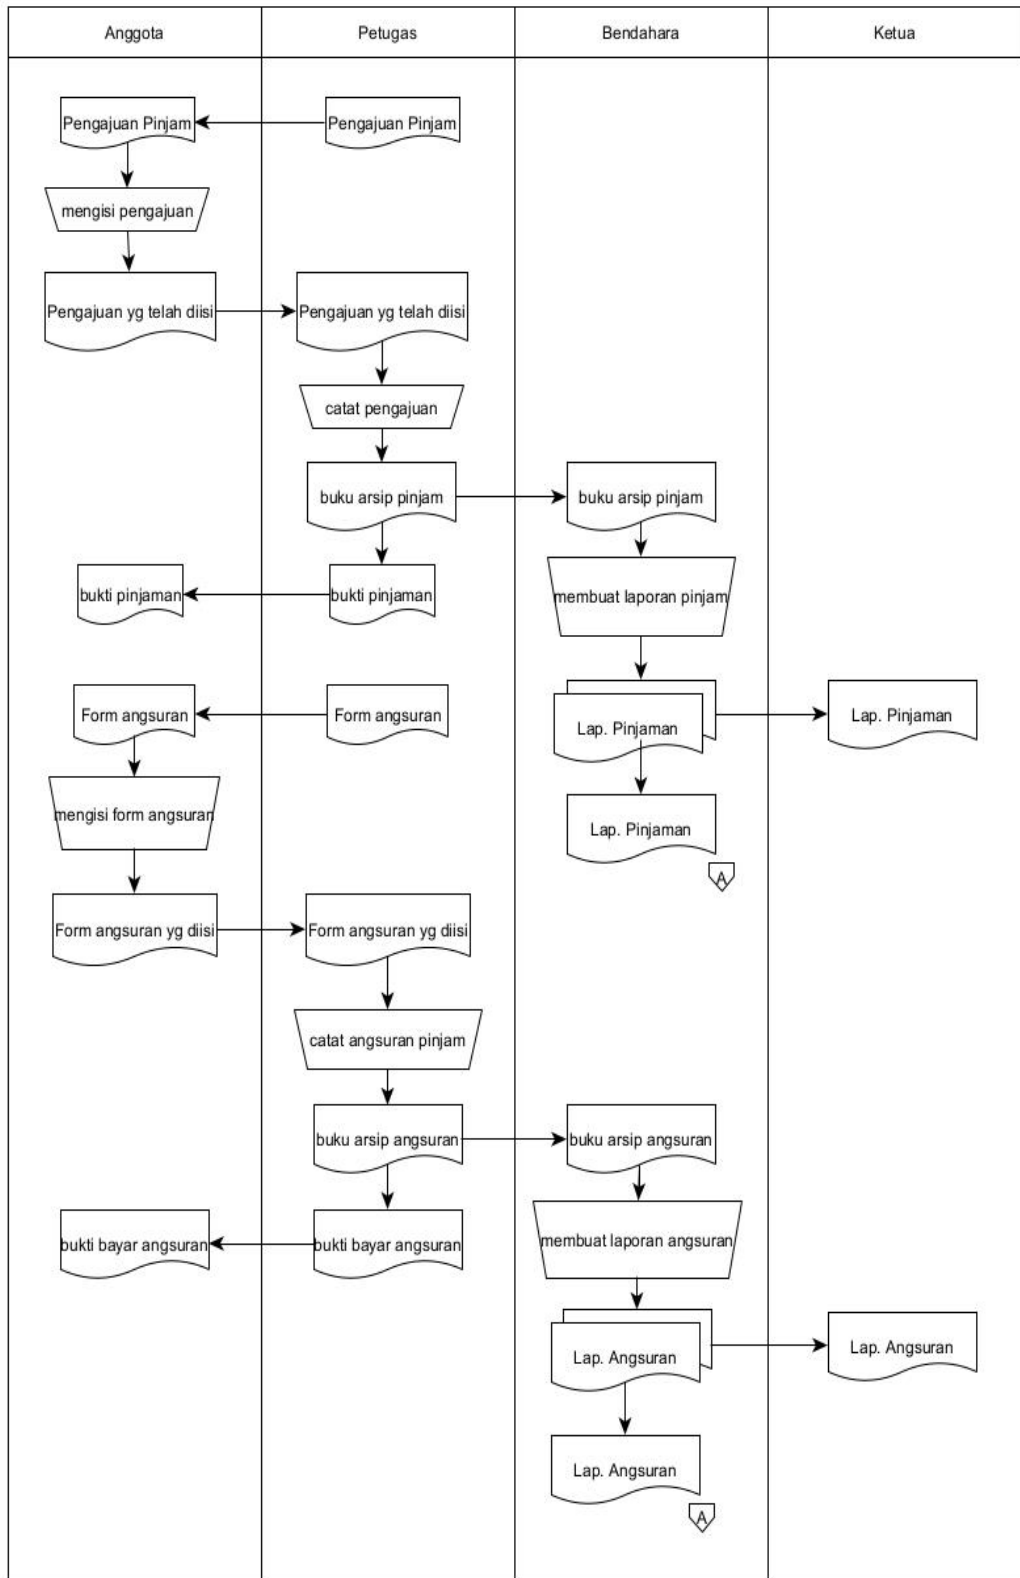 Anggota
Petugas
Bendahara
Ketua
Pengajuan Pinjam
Pengajuan Pinjam
mengisi pengajuan
Pengajuan yg telah diisi
Pengajuan yg telah diisi
catat pengajuan
buku arsip pinjam
buku arsip pinjam
bukti pinjaman
bukti pinjaman
membuat laporan pinjam
Form angsuran
Form angsuran
Lap. Pinjaman
Lap. Pinjaman
mengisi form angsuran
Lap. Pinjaman
A
Form angsuran yg diisi
Form angsuran yg diisi
catat angsuran pinjam
buku arsip angsuran
buku arsip angsuran
bukti bayar angsuran
bukti bayar angsuran
membuat laporan angsuran
Lap. Angsuran
Lap. Angsuran
Lap. Angsuran
A